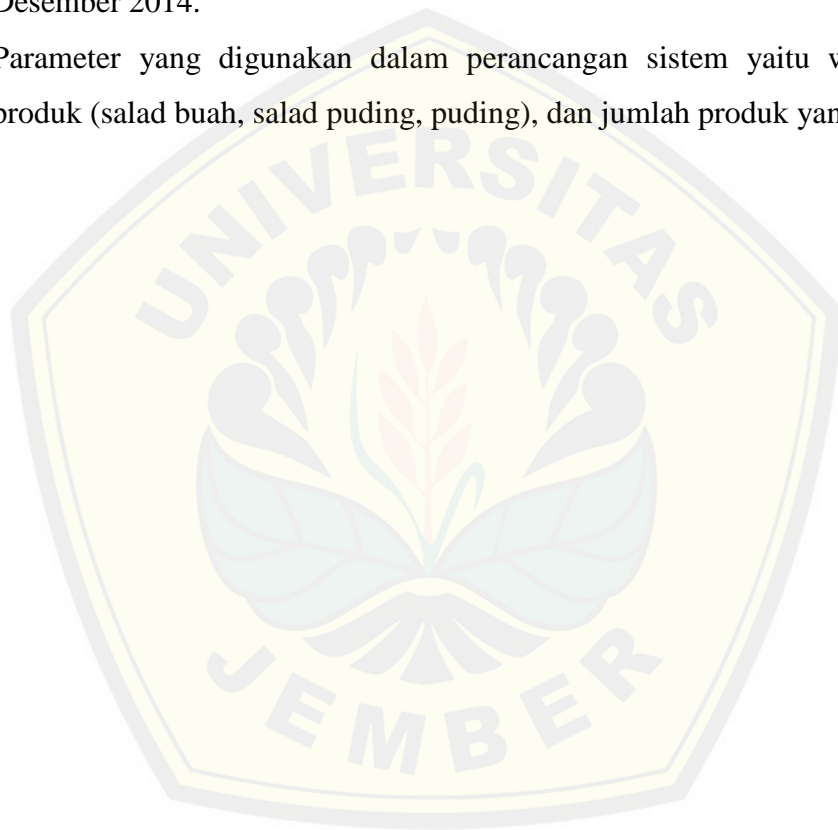 Desember 2014.
Parameter yang digunakan dalam perancangan sistem yaitu
produk (salad buah, salad puding, puding), dan jumlah produk
UNIVERSITAS
JEMBER